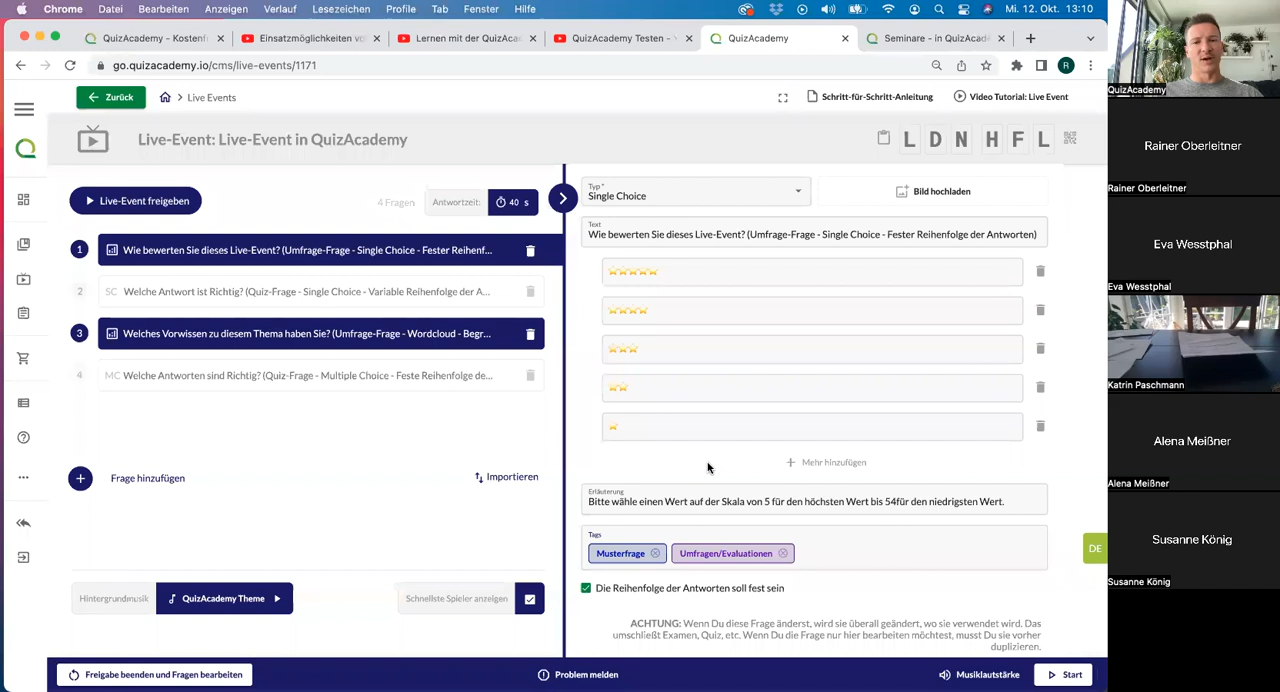 Chrome Datei Bearbeiten Anzeigen Verlauf Lesezeichen Profile Tab Fenster Hilfe
Mi. 12. Okt. 13:10
QuizAcademy - Kostenf
Einsatzmöglichkeiten vo
Lernen mit der QuizAc
QuizAcademy Testen -
QuizAcademy
Seminare - in QuizAcad
go.quizacademy.io/cms/live-events/1171
R
Zurück
Live Events
Schritt-für-Schritt-Anleitung
Video Tutorial: Live Event
Live-Event: Live-Event in QuizAcademy
L D N H F L
Live-Event freigeben
4 Fragen
Antwortzeit:
40 s
1
Wie bewerten Sie dieses Live-Event? (Umfrage-Frage - Single Choice - Fester Reihenf...
2
SC Welche Antwort ist Richtig? (Quiz-Frage - Single Choice - Variable Reihenfolge der A...
3
Welches Vorwissen zu diesem Thema haben Sie? (Umfrage-Frage - Wordcloud - Begr...
4
MC Welche Antworten sind Richtig? (Quiz-Frage - Multiple Choice - Feste Reihenfolge de...
Frage hinzufügen
Importieren
Hintergrundmusik
QuizAcademy Theme
Schnellste Spieler anzeigen
Typ *
Single Choice
Bild hochladen
Text
Wie bewerten Sie dieses Live-Event? (Umfrage-Frage - Single Choice - Fester Reihenfolge der Antworten)
Mehr hinzufügen
Erläuterung
Bitte wähle einen Wert auf der Skala von 5 für den höchsten Wert bis 54für den niedrigsten Wert.
Tags
Musterfrage
Umfragen/Evaluationen
Die Reihenfolge der Antworten soll fest sein
ACHTUNG: Wenn Du diese Frage änderst, wird sie überall geändert, wo sie verwendet wird. Das
umschließt Examen, Quiz, etc. Wenn Du die Frage nur hier bearbeiten möchtest, musst Du sie vorher
duplizieren.
DE
Freigabe beenden und Fragen bearbeiten
Problem melden
Musiklautstärke
Start
QuizAcademy
Rainer Oberleitner
Rainer Oberleitner
Eva Wesstphal
Eva Wesstphal
Katrin Paschmann
Alena Meißner
Alena Meißner
Susanne König
Susanne König